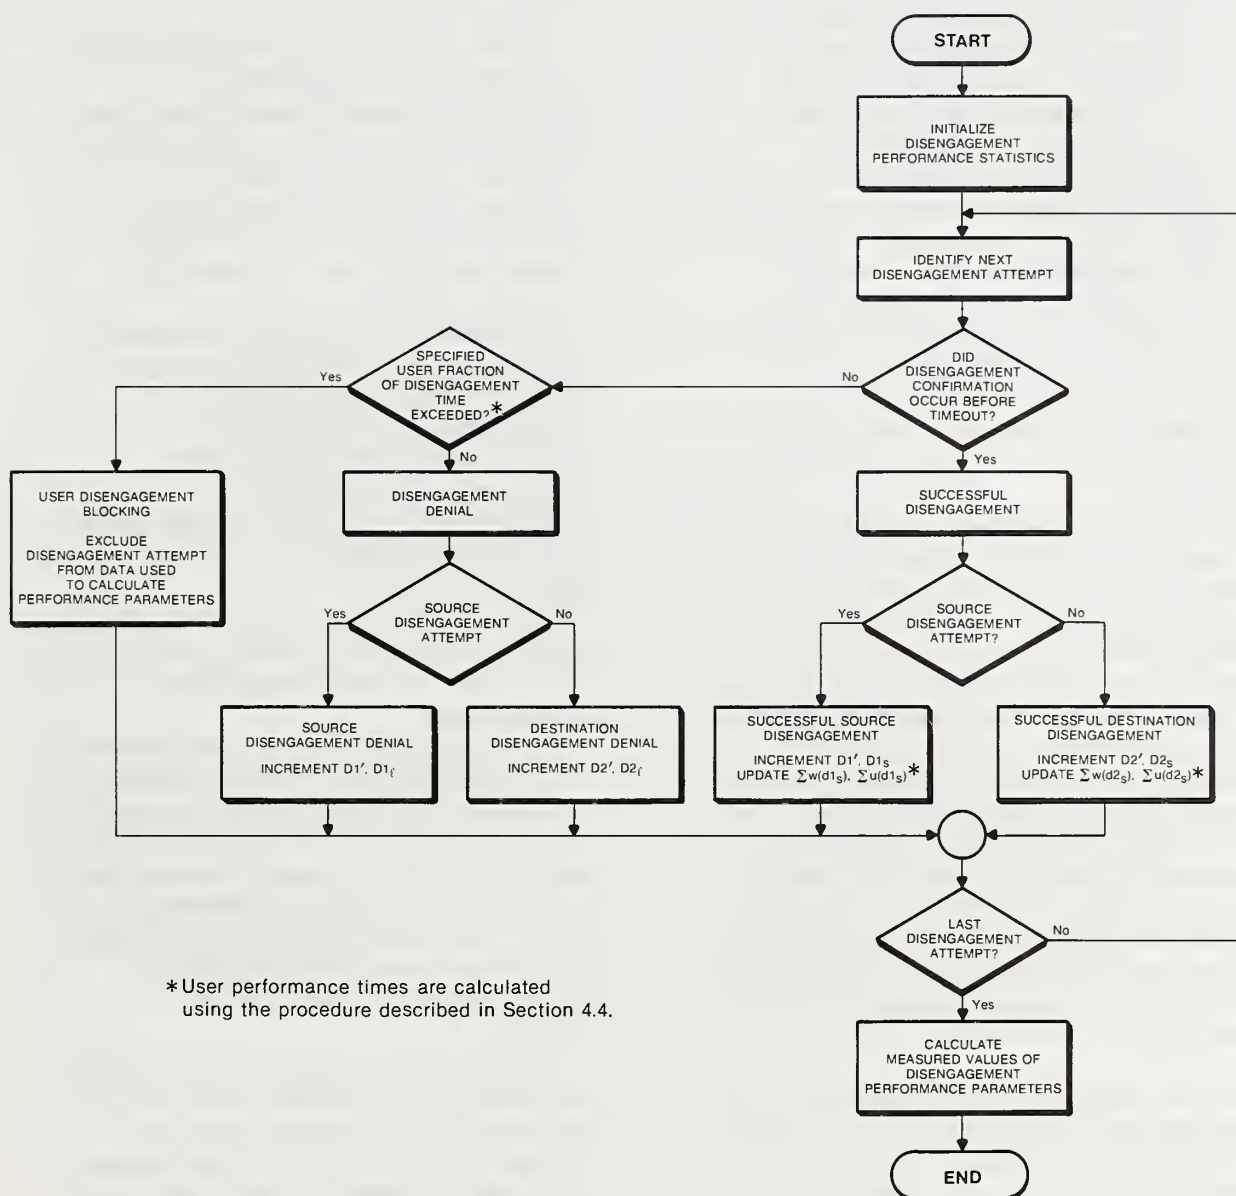 START
INITIALIZE
DISENGAGEMENT
PERFORMANCE STATISTICS
IDENTIFY NEXT
DISENGAGEMENT ATTEMPT
DID
DISENGAGEMENT
CONFIRMATION
OCCUR BEFORE
TIMEOUT?
No
Yes
SPECIFIED
USER FRACTION
OF DISENGAGEMENT
TIME
EXCEEDED?*
Yes
No
USER DISENGAGEMENT
BLOCKING
EXCLUDE
DISENGAGEMENT ATTEMPT
FROM DATA USED
TO CALCULATE
PERFORMANCE PARAMETERS
DISENGAGEMENT
DENIAL
SUCCESSFUL
DISENGAGEMENT
Yes
SOURCE
DISENGAGEMENT
ATTEMPT
No
Yes
SOURCE
DISENGAGEMENT
ATTEMPT?
No
SOURCE
DISENGAGEMENT DENIAL
INCREMENT D1′,
DESTINATION
DISENGAGEMENT DENIAL
INCREMENT D2′,
SUCCESSFUL SOURCE
DISENGAGEMENT
INCREMENT D1′, D1s
UPDATE ∑w(d1s), ∑u(d1s)*
SUCCESSFUL DESTINATION
DISENGAGEMENT
INCREMENT D2′, D2s
UPDATE ∑w(d2s), ∑u(d2s)*
LAST
DISENGAGEMENT
ATTEMPT?
No
Yes
CALCULATE
MEASURED VALUES OF
DISENGAGEMENT
PERFORMANCE PARAMETERS
END
*User performance times are calculated
using the procedure described in Section 4.4.